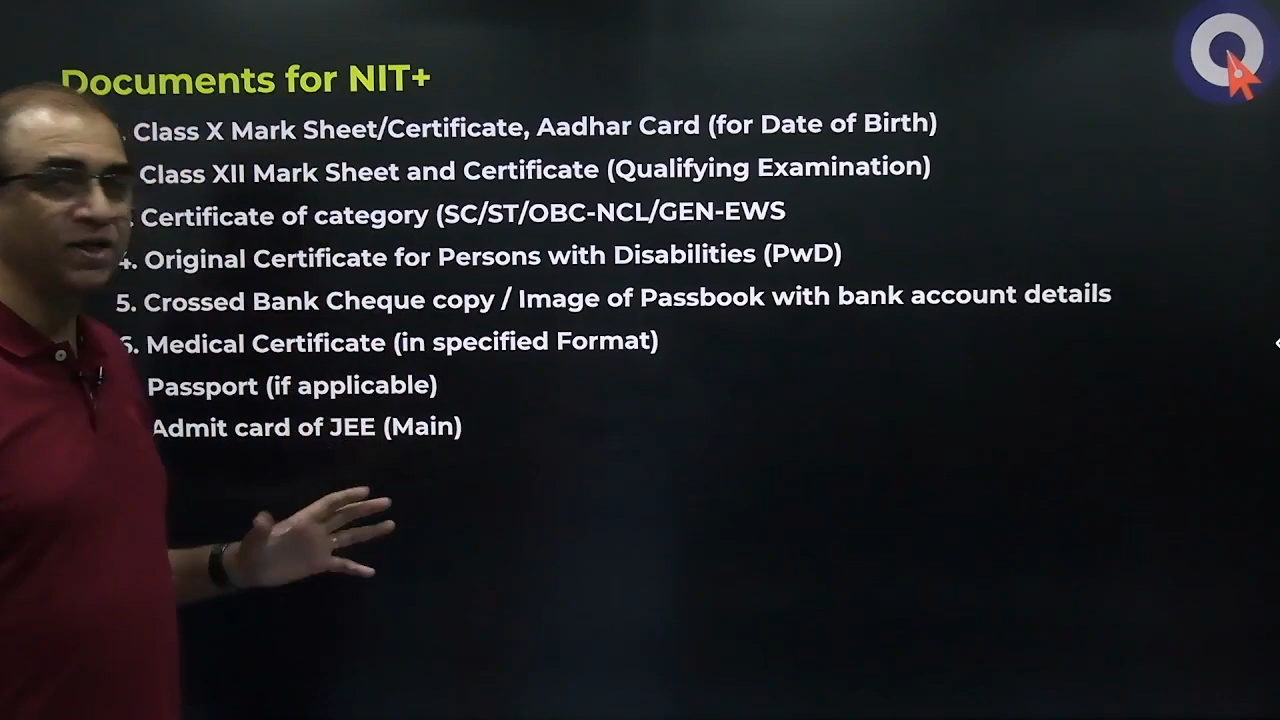 Documents for NIT+
. Class X Mark Sheet/Certificate, Aadhar Card (for Date of Birth)
Class XII Mark Sheet and Certificate (Qualifying Examination)
. Certificate of category (SC/ST/OBC-NCL/GEN-EWS
4. Original Certificate for Persons with Disabilities (PwD)
5. Crossed Bank Cheque copy / Image of Passbook with bank account details
6. Medical Certificate (in specified Format)
Passport (if applicable)
Admit card of JEE (Main)